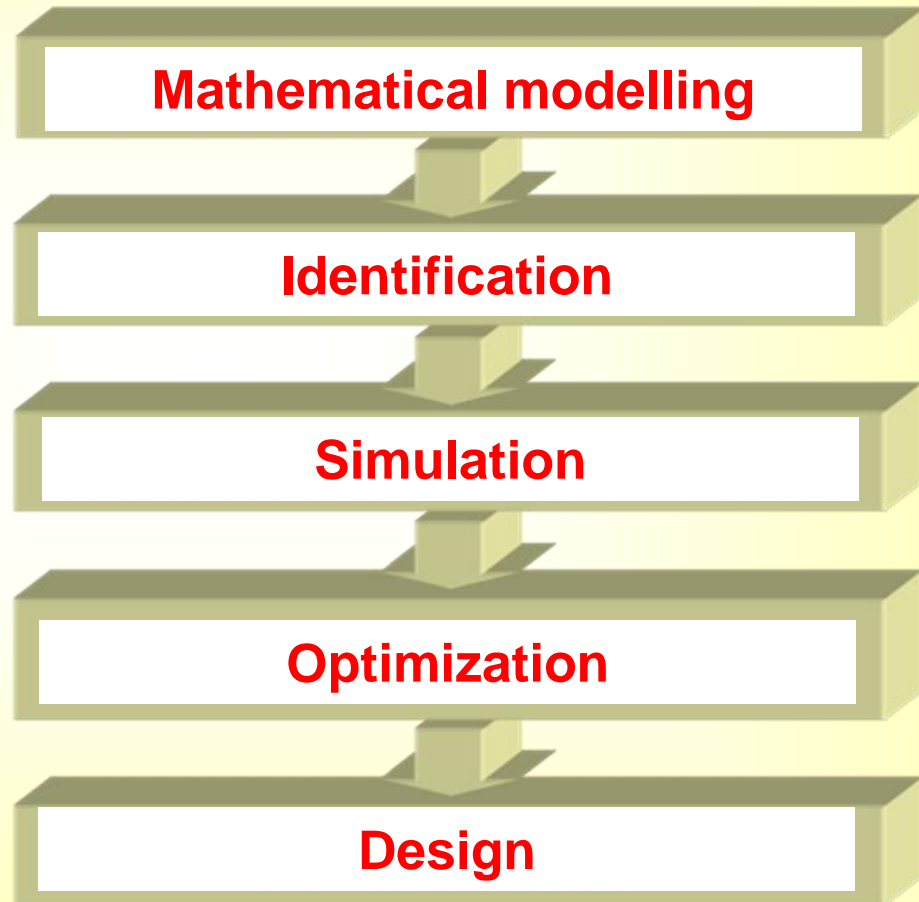 Mathematical modelling
Identification
Simulation
Optimization
Design